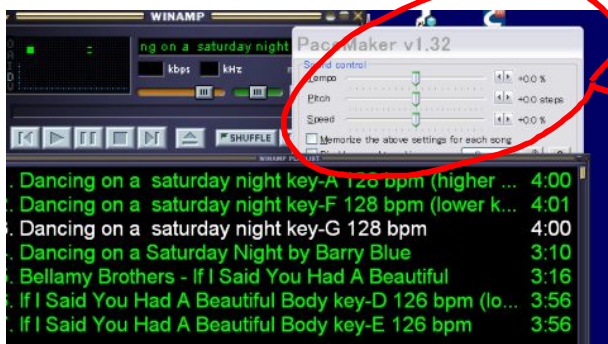 WINAMP
ng on a saturday night
kbps kHz
SHUFFLE
PaceMaker v1.32
Sound control
Tempo +0.0 %
Pitch +0.0 steps
Speed +0.0 %
Memorize the above settings for each song
WINAMP PLAYLIST
. Dancing on a saturday night key-A 128 bpm (higher ... 4:00
. Dancing on a saturday night key-F 128 bpm (lower k... 4:01
. Dancing on a saturday night key-G 128 bpm 4:00
. Dancing on a Saturday Night by Barry Blue 3:10
. Bellamy Brothers - If I Said You Had A Beautiful 3:16
. If I Said You Had A Beautiful Body key-D 126 bpm (lo... 3:56
. If I Said You Had A Beautiful Body key-E 126 bpm 3:56